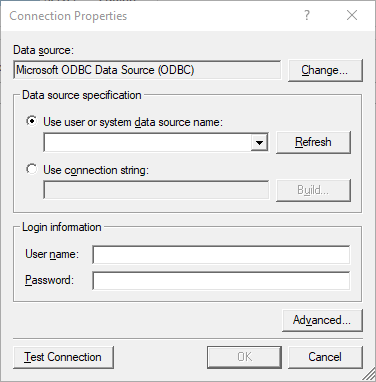 Connection Properties
?
Data source:
Microsoft ODBC Data Source (ODBC)
Change...
Data source specification
Use user or system data source name:
Refresh
Use connection string:
Build...
Login information
User name:
Password:
Advanced...
Test Connection
OK
Cancel